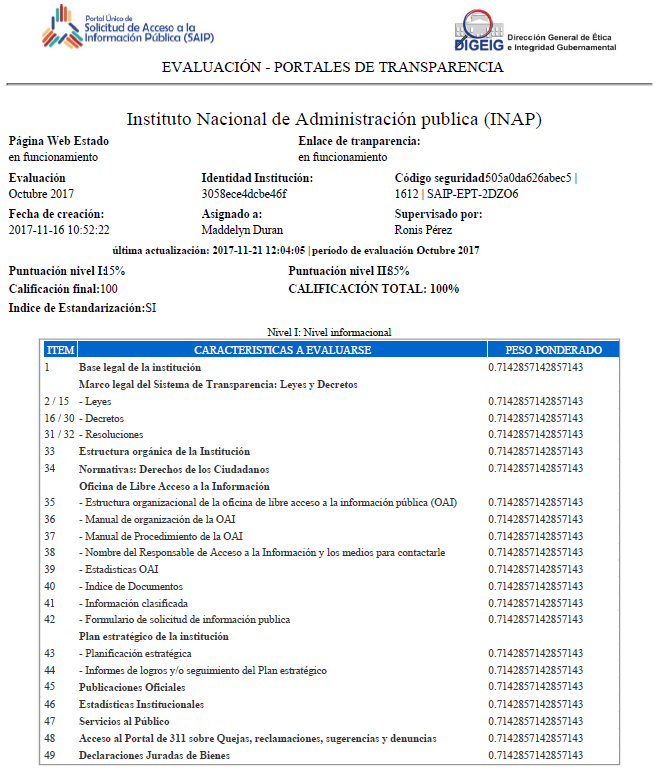 Portal Único de
Solicitud de Acceso a la
Información Pública (SAIP)
DIGEIG
Dirección General de Ética
e Integridad Gubernamental
EVALUACIÓN - PORTALES DE TRANSPARENCIA
Instituto Nacional de Administración publica (INAP)
Página Web Estado Enlace de tranparencia:
en funcionamiento en funcionamiento
Evaluación Identidad Institución: Código seguridad:505a0da626abec5 |
Octubre 2017 3058ece4dcbe46f 1612 | SAIP-EPT-2DZO6
Fecha de creación: Asignado a: Supervisado por:
2017-11-16 10:52:22 Maddelyn Duran Ronis Pérez
última actualización: 2017-11-21 12:04:05 | período de evaluación Octubre 2017
Puntuación nivel I:15% Puntuación nivel II:85%
Calificación final:100 CALIFICACIÓN TOTAL: 100%
Indice de Estandarización:SI
Nivel I: Nivel informacional
ITEM CARACTERISTICAS A EVALUARSE PESO PONDERADO
1 Base legal de la institución 0.7142857142857143
Marco legal del Sistema de Transparencia: Leyes y Decretos
2 / 15 - Leyes 0.7142857142857143
16 / 30 - Decretos 0.7142857142857143
31 / 32 - Resoluciones 0.7142857142857143
33 Estructura orgánica de la Institución 0.7142857142857143
34 Normativas: Derechos de los Ciudadanos 0.7142857142857143
Oficina de Libre Acceso a la Información
35 - Estructura organizacional de la oficina de libre acceso a la información pública (OAI) 0.7142857142857143
36 - Manual de organización de la OAI 0.7142857142857143
37 - Manual de Procedimiento de la OAI 0.7142857142857143
38 - Nombre del Responsable de Acceso a la Información y los medios para contactarle 0.7142857142857143
39 - Estadisticas OAI 0.7142857142857143
40 - Indice de Documentos 0.7142857142857143
41 - Información clasificada 0.7142857142857143
42 - Formulario de solicitud de información publica 0.7142857142857143
Plan estratégico de la institución
43 - Planificación estratégica 0.7142857142857143
44 - Informes de logros y/o seguimiento del Plan estratégico 0.7142857142857143
45 Publicaciones Oficiales 0.7142857142857143
46 Estadísticas Institucionales 0.7142857142857143
47 Servicios al Público 0.7142857142857143
48 Acceso al Portal de 311 sobre Quejas, reclamaciones, sugerencias y denuncias 0.7142857142857143
49 Declaraciones Juradas de Bienes 0.7142857142857143